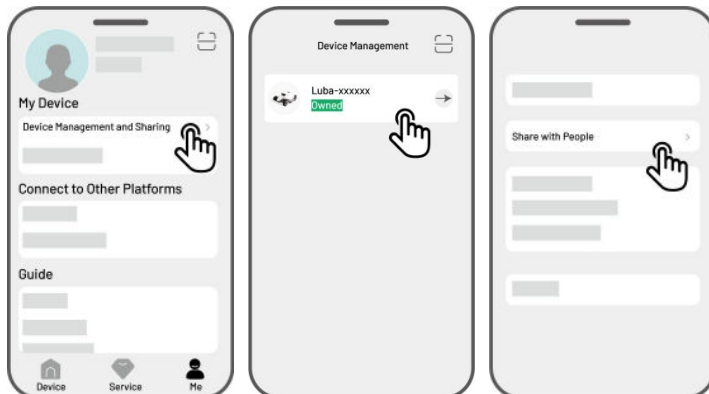 My Device
Device Management and Sharing
Connect to Other Platforms
Guide
Device
Service
Me
Device Management
Luba-xxxxxx
Owned
Share with People